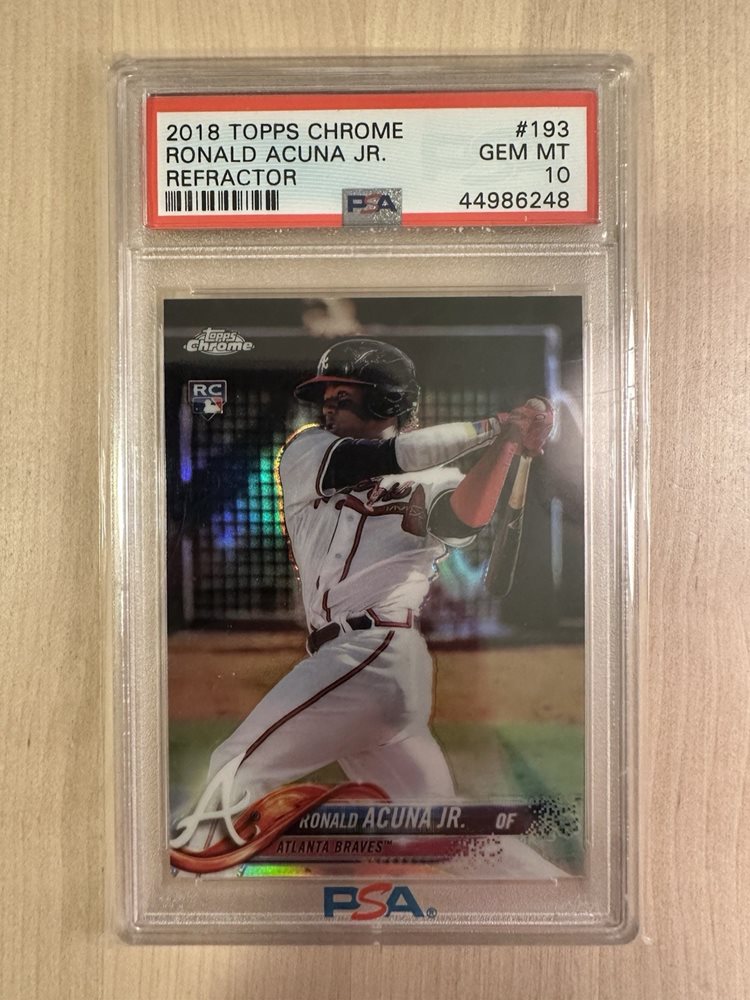 2018 TOPPS CHROME #193
RONALD ACUNA JR. GEM MT
REFRACTOR 10
PSA 44986248
Topps
Chrome
RC
A
RONALD ACUNA JR. OF
ATLANTA BRAVES™
PSA®